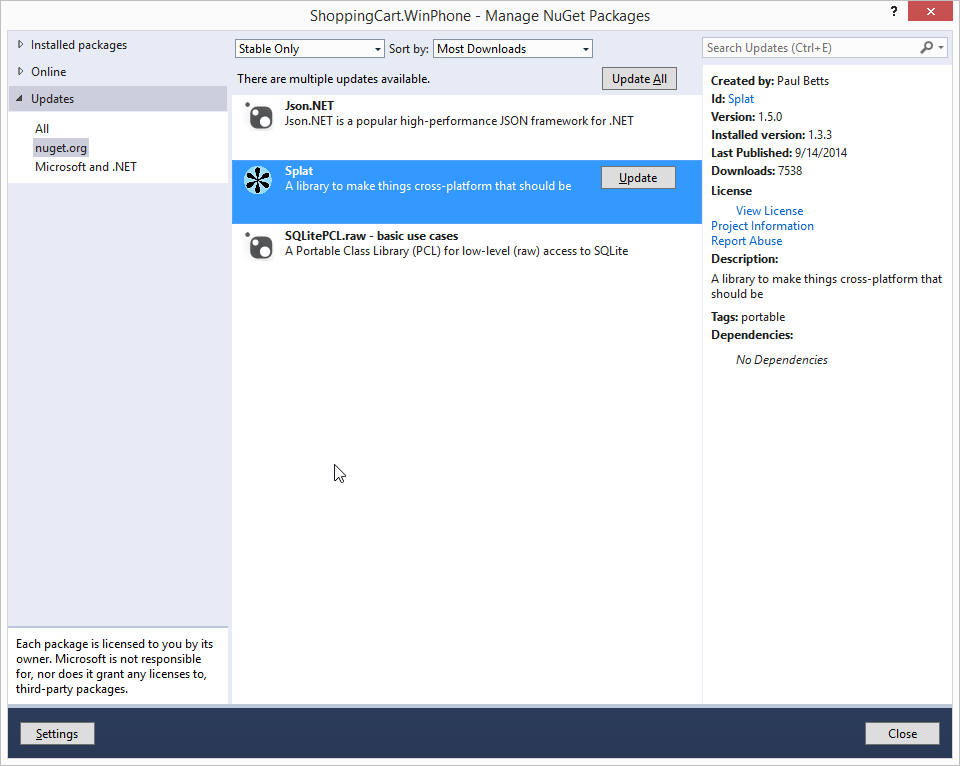 ShoppingCart.WinPhone - Manage NuGet Packages
?
Installed packages
Online
Updates
All
nuget.org
Microsoft and .NET
Each package is licensed to you by its
owner. Microsoft is not responsible
for, nor does it grant any licenses to,
third-party packages.
Stable Only
Sort by:
Most Downloads
There are multiple updates available.
Update All
Json.NET
Json.NET is a popular high-performance JSON framework for .NET
Splat
A library to make things cross-platform that should be
Update
SQLitePCL.raw - basic use cases
A Portable Class Library (PCL) for low-level (raw) access to SQLite
Search Updates (Ctrl+E)
Created by: Paul Betts
Id: Splat
Version: 1.5.0
Installed version: 1.3.3
Last Published: 9/14/2014
Downloads: 7538
License
View License
Project Information
Report Abuse
Description:
A library to make things cross-platform that
should be
Tags: portable
Dependencies:
No Dependencies
Settings
Close